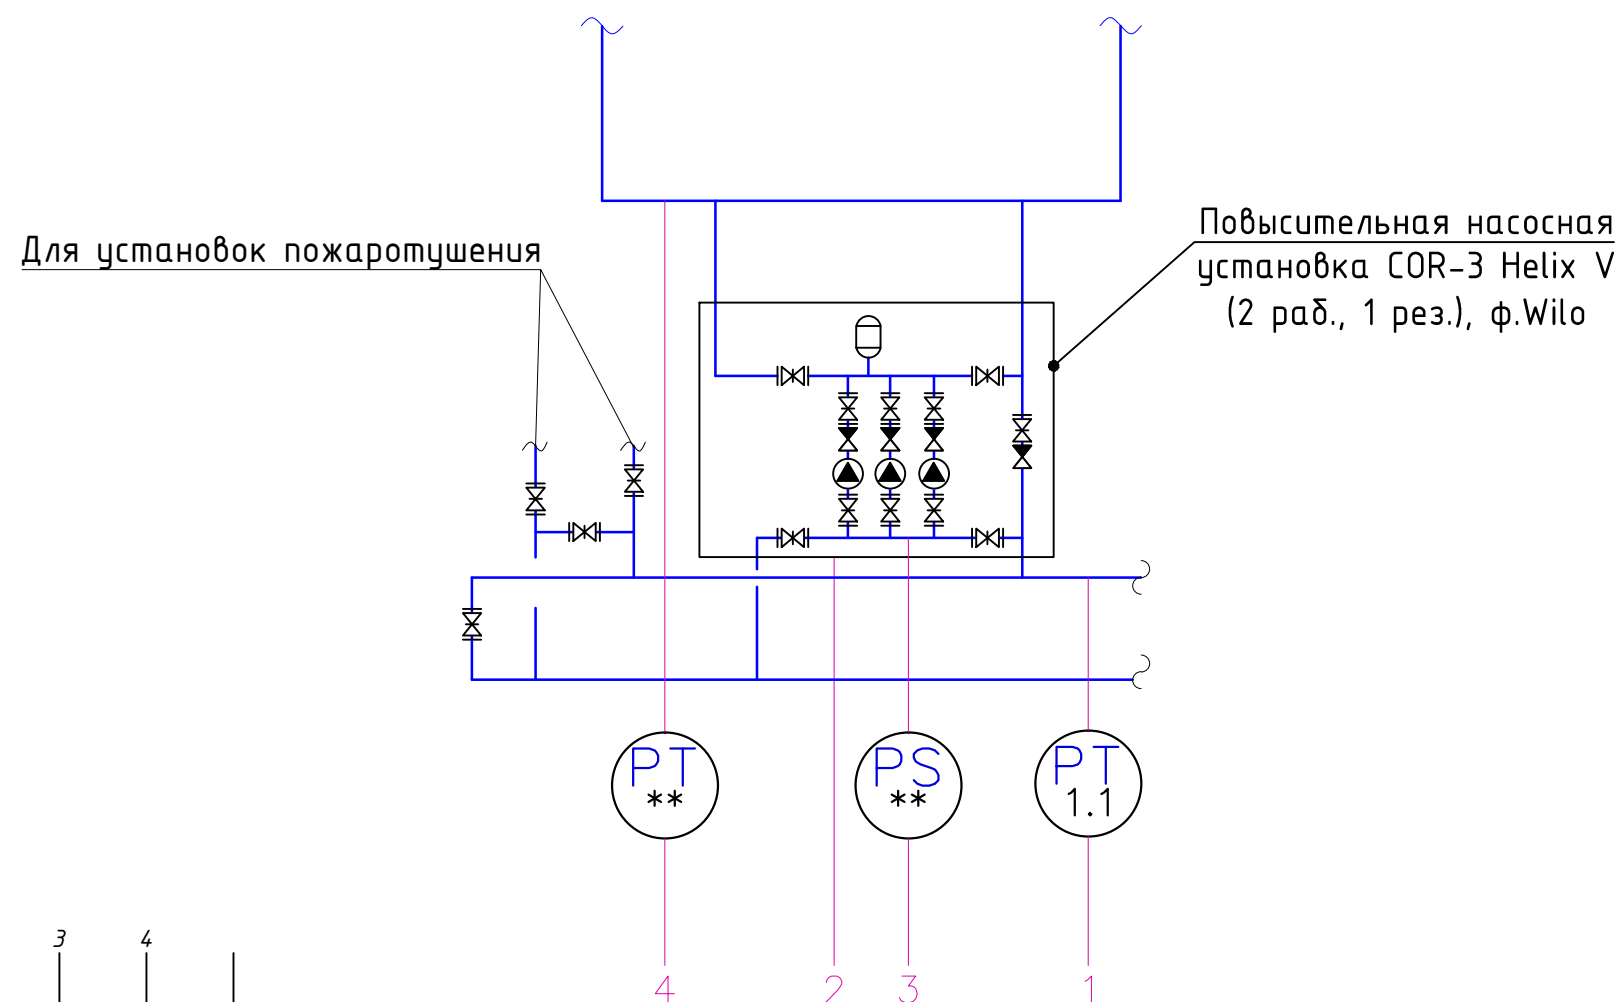 Повысительная насосная
установка COR-3 Helix V
(2 раб., 1 рез.), ф.Wilo
Для установок пожаротушения
PT
**
PS
**
PT
1.1
3
4
4
2
3
1